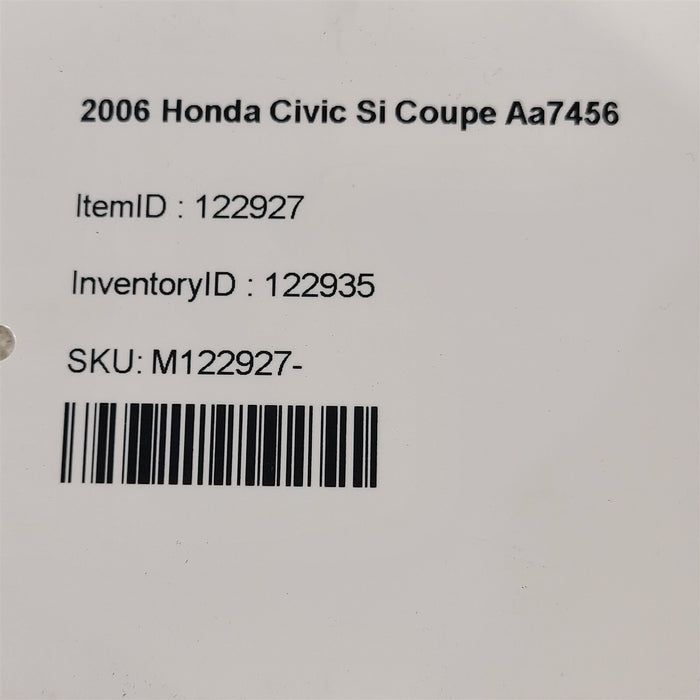 2006 Honda Civic Si Coupe Aa7456
ItemID : 122927
InventoryID : 122935
SKU: M122927-